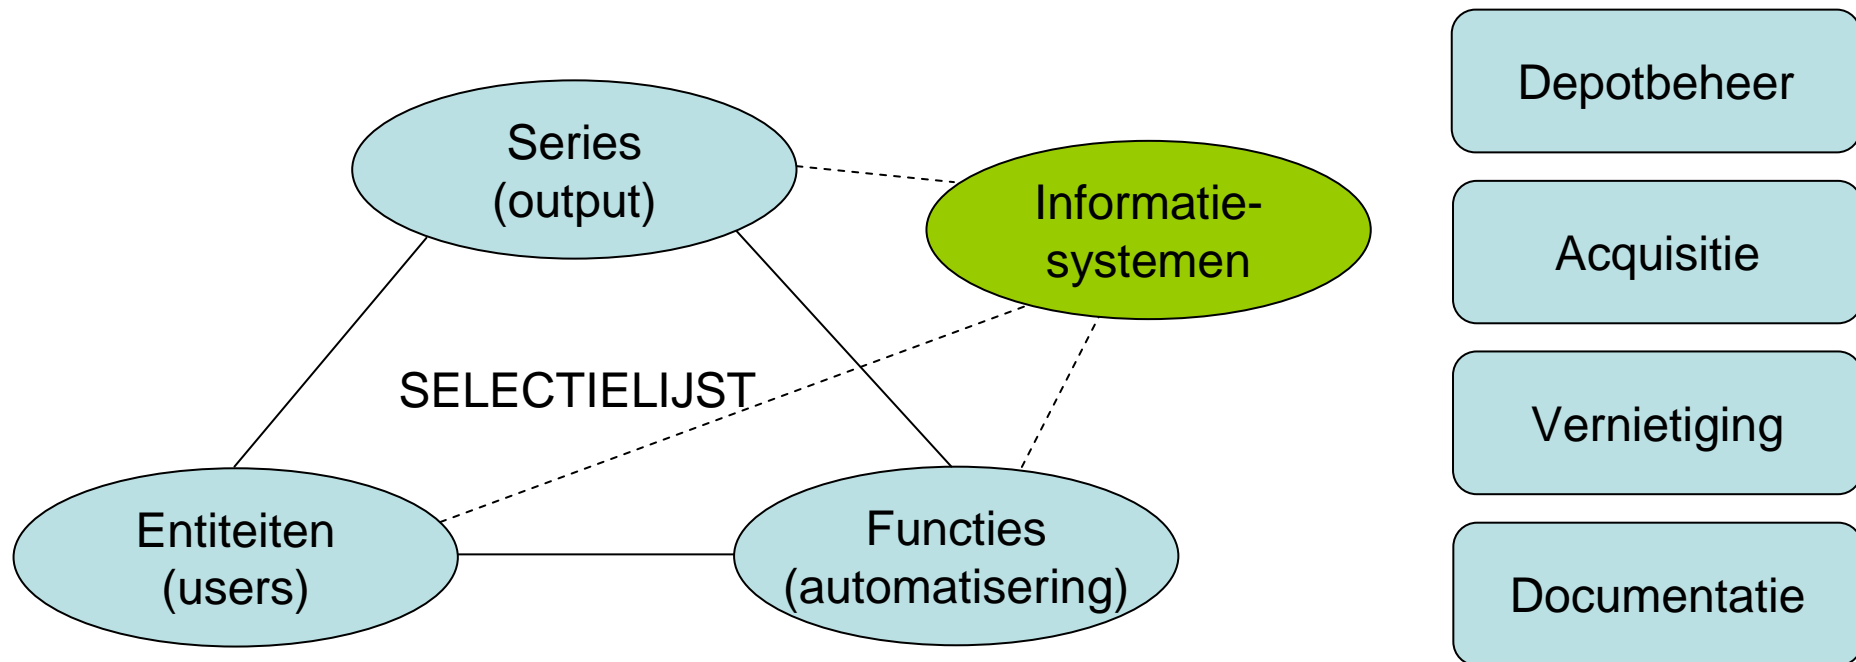 Series
(output)
Informatie-
systemen
SELECTIELIJST
Entiteiten
(users)
Functies
(automatisering)
Depotbeheer
Acquisitie
Vernietiging
Documentatie